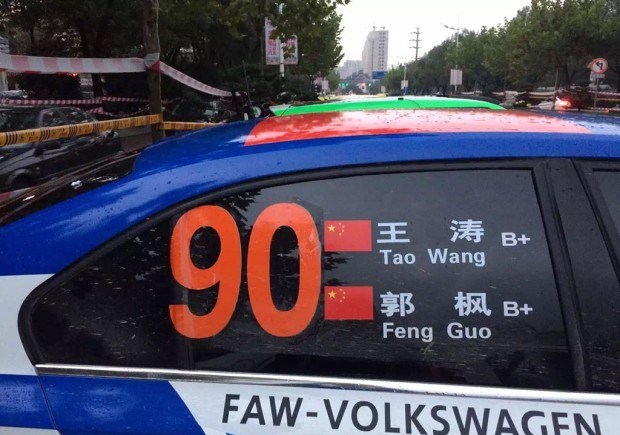 90
王 涛 B+
Tao Wang
郭 枫 B+
Feng Guo
FAW-VOLKSWAGEN